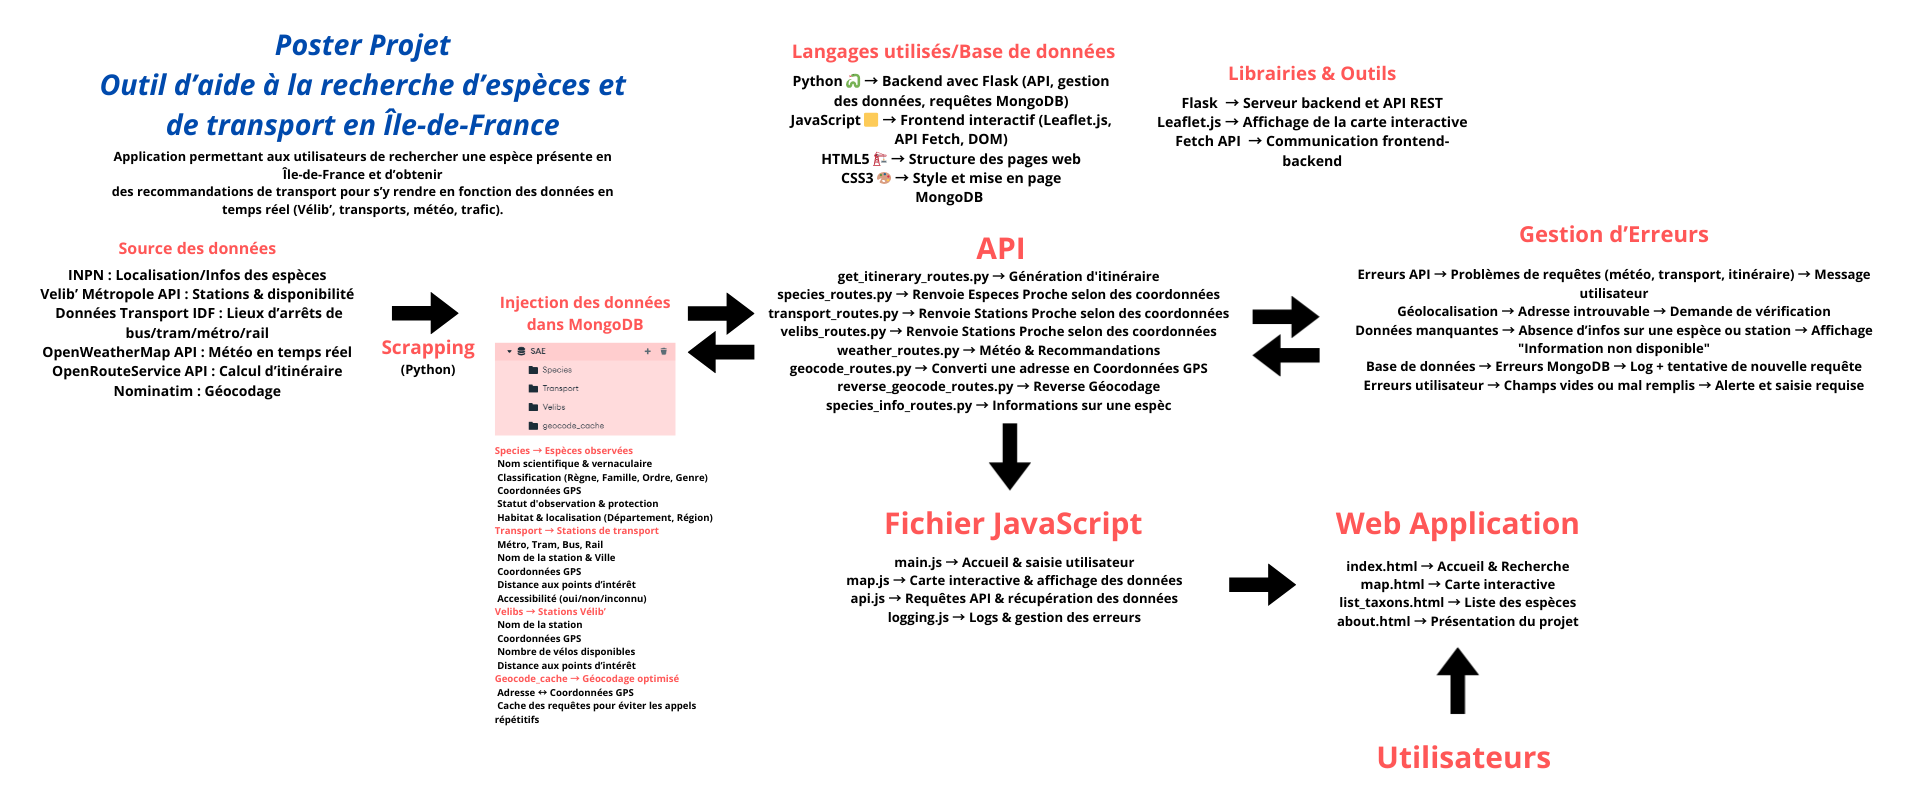 Poster Projet
Outil d’aide à la recherche d’espèces et
de transport en Île-de-France
Application permettant aux utilisateurs de rechercher une espèce présente en
Île-de-France et d’obtenir
des recommandations de transport pour s’y rendre en fonction des données en
temps réel (Vélib’, transports, météo, trafic).
Langages utilisés/Base de données
Python → Backend avec Flask (API, gestion
des données, requêtes MongoDB)
JavaScript → Frontend interactif (Leaflet.js,
API Fetch, DOM)
HTML5 → Structure des pages web
CSS3 → Style et mise en page
MongoDB
Librairies & Outils
Flask → Serveur backend et API REST
Leaflet.js → Affichage de la carte interactive
Fetch API → Communication frontend-
backend
Source des données
INPN : Localisation/Infos des espèces
Velib’ Métropole API : Stations & disponibilité
Données Transport IDF : Lieux d’arrêts de
bus/tram/métro/rail
OpenWeatherMap API : Météo en temps réel
OpenRouteService API : Calcul d’itinéraire
Nominatim : Géocodage
Scrapping
(Python)
Injection des données
dans MongoDB
SAE
Species
Transport
Velibs
geocode_cache
Species → Espèces observées
Nom scientifique & vernaculaire
Classification (Règne, Famille, Ordre, Genre)
Coordonnées GPS
Statut d'observation & protection
Habitat & localisation (Département, Région)
Transport → Stations de transport
Métro, Tram, Bus, Rail
Nom de la station & Ville
Coordonnées GPS
Distance aux points d’intérêt
Accessibilité (oui/non/inconnu)
Velibs → Stations Vélib’
Nom de la station
Coordonnées GPS
Nombre de vélos disponibles
Distance aux points d’intérêt
Geocode_cache → Géocodage optimisé
Adresse ↔ Coordonnées GPS
Cache des requêtes pour éviter les appels
répétitifs
API
get_itinerary_routes.py → Génération d'itinéraire
species_routes.py → Renvoie Especes Proche selon des coordonnées
transport_routes.py → Renvoie Stations Proche selon des coordonnées
velibs_routes.py → Renvoie Stations Proche selon des coordonnées
weather_routes.py → Météo & Recommandations
geocode_routes.py → Converti une adresse en Coordonnées GPS
reverse_geocode_routes.py → Reverse Géocodage
species_info_routes.py → Informations sur une espèc
Gestion d’Erreurs
Erreurs API → Problèmes de requêtes (météo, transport, itinéraire) → Message
utilisateur
Géolocalisation → Adresse introuvable → Demande de vérification
Données manquantes → Absence d’infos sur une espèce ou station → Affichage
"Information non disponible"
Base de données → Erreurs MongoDB → Log + tentative de nouvelle requête
Erreurs utilisateur → Champs vides ou mal remplis → Alerte et saisie requise
Fichier JavaScript
main.js → Accueil & saisie utilisateur
map.js → Carte interactive & affichage des données
api.js → Requêtes API & récupération des données
logging.js → Logs & gestion des erreurs
Web Application
index.html → Accueil & Recherche
map.html → Carte interactive
list_taxons.html → Liste des espèces
about.html → Présentation du projet
Utilisateurs